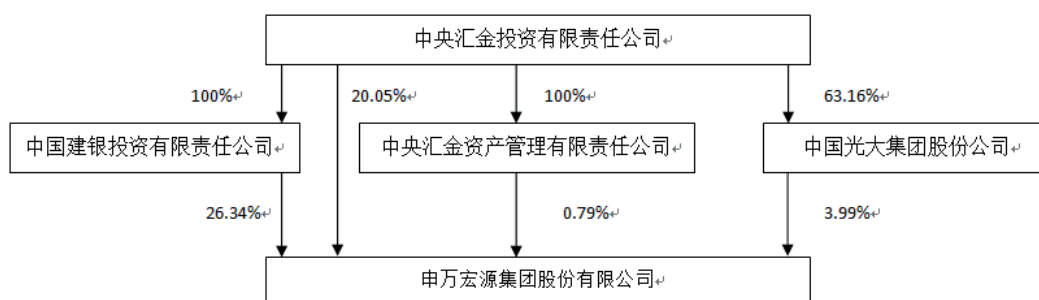 中央汇金投资有限责任公司↵
100%↵ 20.05%↵ 100%↵ 63.16%↵
中国建银投资有限责任公司↵ 中央汇金资产管理有限责任公司↵ 中国光大集团股份公司↵
26.34%↵ 0.79%↵ 3.99%↵
申万宏源集团股份有限公司↵